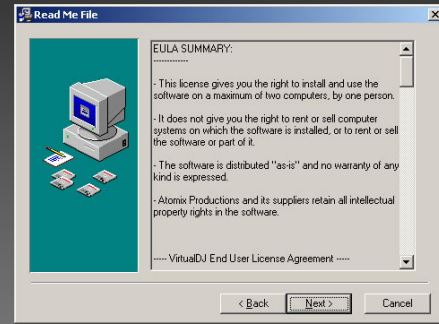 Read Me File
EULA SUMMARY:
-------------
- This license gives you the right to install and use the
software on a maximum of two computers, by one person.
- It does not give you the right to rent or sell computer
systems on which the software is installed, or to rent or sell
the software or part of it.
- The software is distributed "as-is" and no warranty of any
kind is expressed.
- Atomix Productions and its suppliers retain all intellectual
property rights in the software.
----- VirtualDJ End User License Agreement -----
< Back
Next >
Cancel